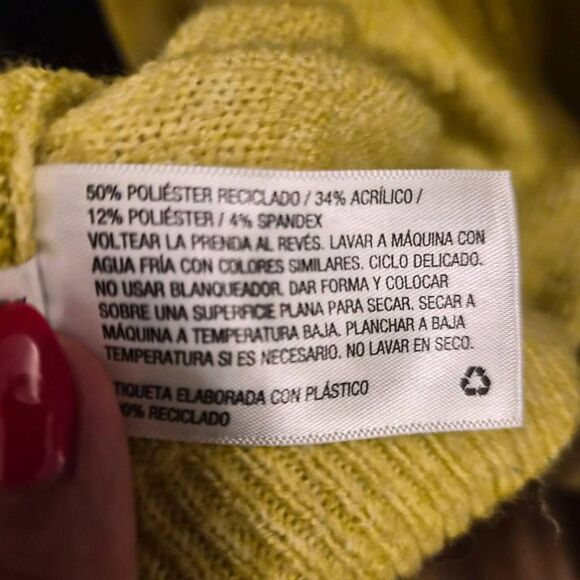 50% POLIÉSTER RECICLADO / 34% ACRÍLICO /
12% POLIÉSTER / 4% SPANDEX
VOLTEAR LA PRENDA AL REVÉS. LAVAR A MÁQUINA CON
AGUA FRÍA CON COLORES SIMILARES. CICLO DELICADO.
NO USAR BLANQUEADOR. DAR FORMA Y COLOCAR
SOBRE UNA SUPERFICIE PLANA PARA SECAR. SECAR A
MÁQUINA A TEMPERATURA BAJA. PLANCHAR A BAJA
TEMPERATURA SI ES NECESARIO. NO LAVAR EN SECO.
ETIQUETA ELABORADA CON PLÁSTICO
RECICLADO